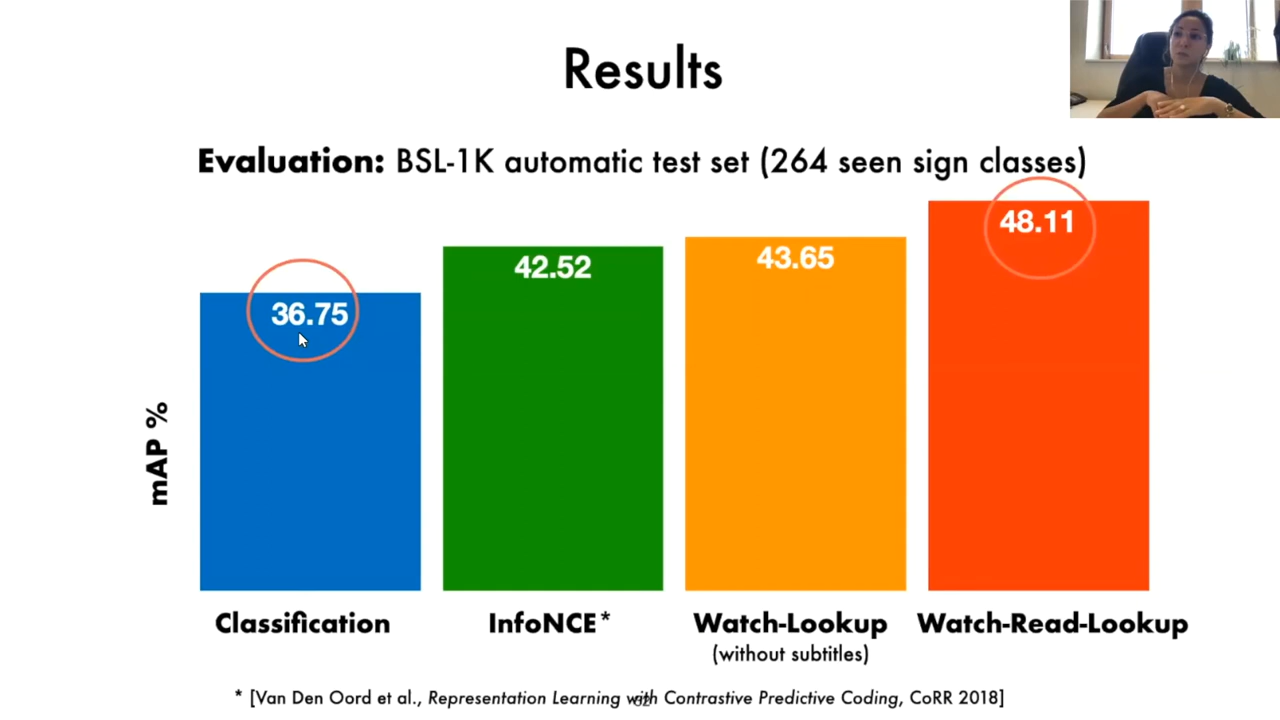 Results
Evaluation: BSL-1K automatic test set (264 seen sign classes)
48.11
43.65
42.52
36.75
mAP %
Classification
InfoNCE*
Watch-Lookup
Watch-Read-Lookup
(without subtitles)
* [Van Den Oord et al., Representation Learning with Contrastive Predictive Coding, CoRR 2018]